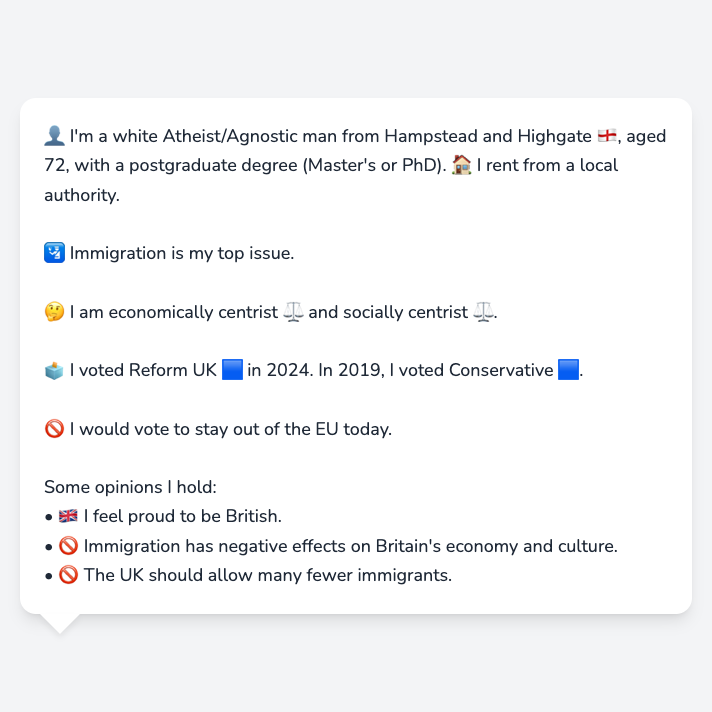 👤 I'm a white Atheist/Agnostic man from Hampstead and Highgate 🏴󠁧󠁢󠁥󠁮󠁧󠁿, aged
72, with a postgraduate degree (Master's or PhD). 🏠 I rent from a local
authority.
🛂 Immigration is my top issue.
🤔 I am economically centrist ⚖️ and socially centrist ⚖️.
🗳️ I voted Reform UK 🟦 in 2024. In 2019, I voted Conservative 🟦.
🚫 I would vote to stay out of the EU today.
Some opinions I hold:
• 🇬🇧 I feel proud to be British.
• 🚫 Immigration has negative effects on Britain's economy and culture.
• 🚫 The UK should allow many fewer immigrants.